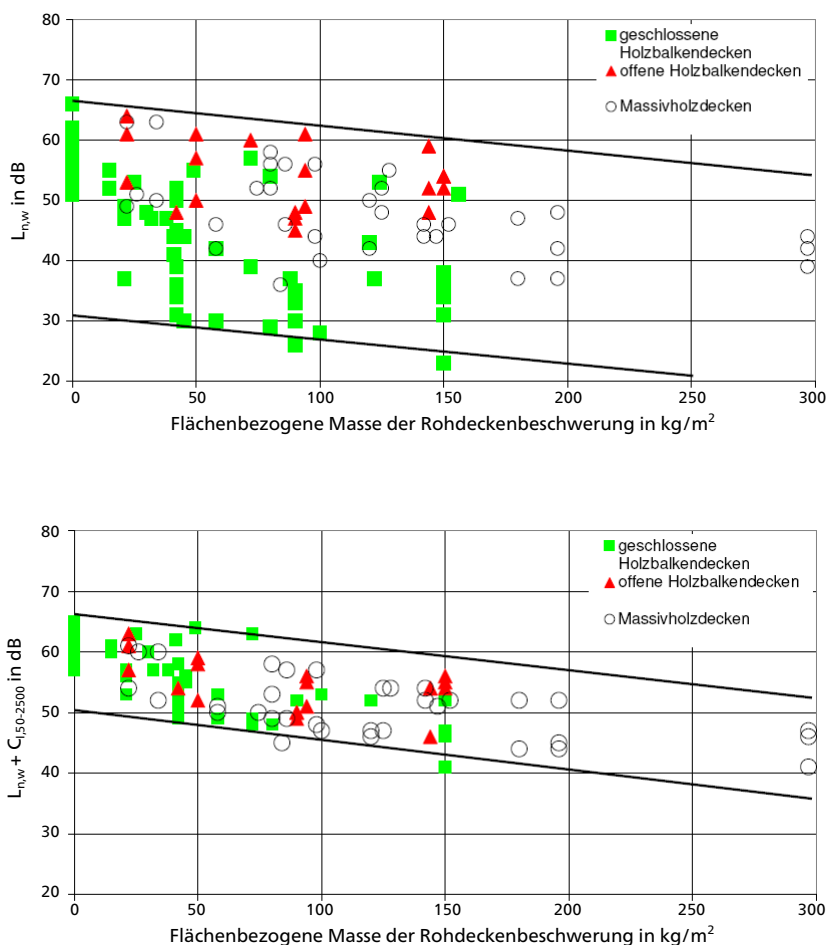 80
70
60
50
40
30
20
L n,w in dB
geschlossene
Holzbalkendecken
offene Holzbalkendecken
Massivholzdecken
0 50 100 150 200 250 300
Flächenbezogene Masse der Rohdeckenbeschwerung in kg/m²
80
70
60
50
40
30
20
L n,w + C I,50-2500 in dB
geschlossene
Holzbalkendecken
offene Holzbalkendecken
Massivholzdecken
0 50 100 150 200 250 300
Flächenbezogene Masse der Rohdeckenbeschwerung in kg/m²